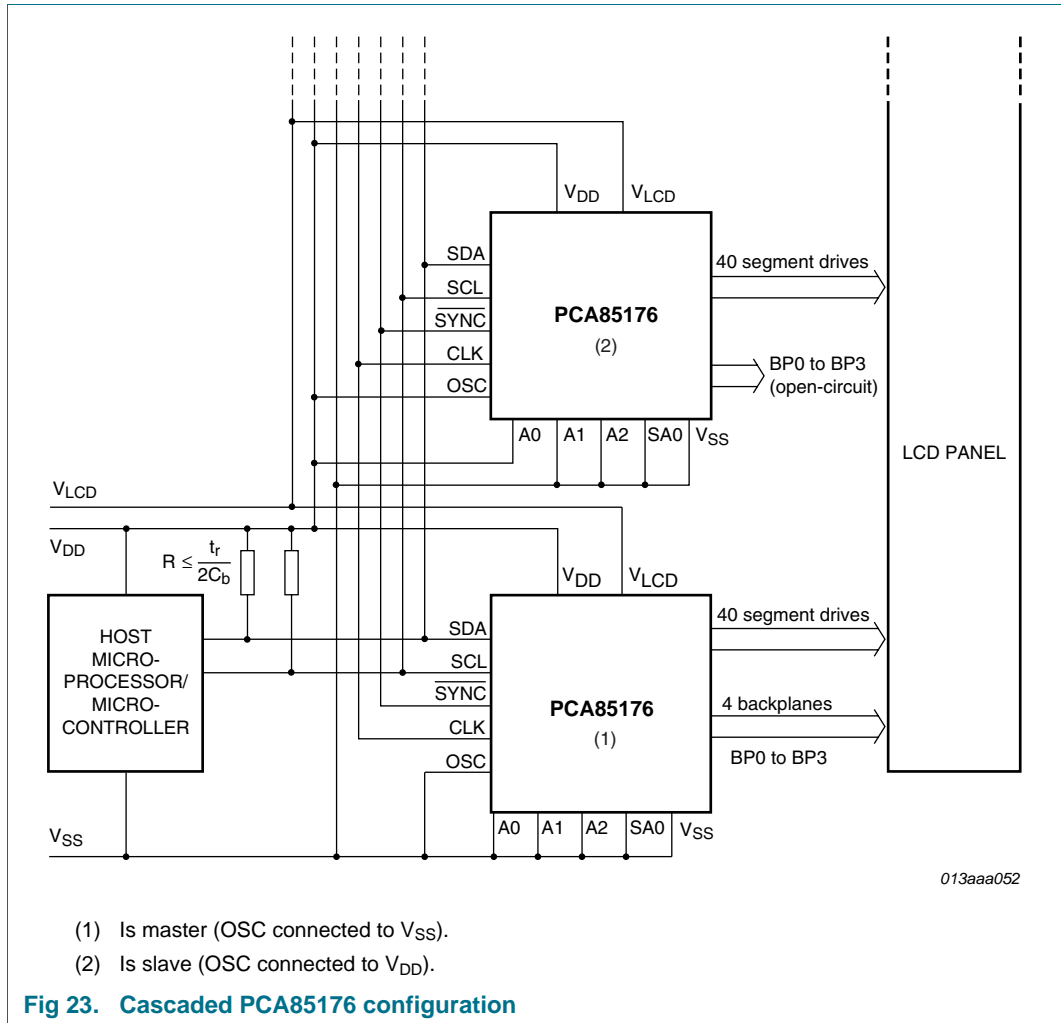 VDD VLCD
SDA
SCL
SYNC
CLK
OSC
PCA85176
(2)
A0 A1 A2 SA0 VSS
40 segment drives
BP0 to BP3
(open-circuit)
LCD PANEL
VLCD
VDD
R ≤ tr
2Cb
HOST
MICRO-
PROCESSOR/
MICRO-
CONTROLLER
VSS
VDD VLCD
SDA
SCL
SYNC
CLK
OSC
PCA85176
(1)
A0 A1 A2 SA0 VSS
40 segment drives
4 backplanes
BP0 to BP3
013aaa052
(1) Is master (OSC connected to VSS).
(2) Is slave (OSC connected to VDD).
Fig 23. Cascaded PCA85176 configuration